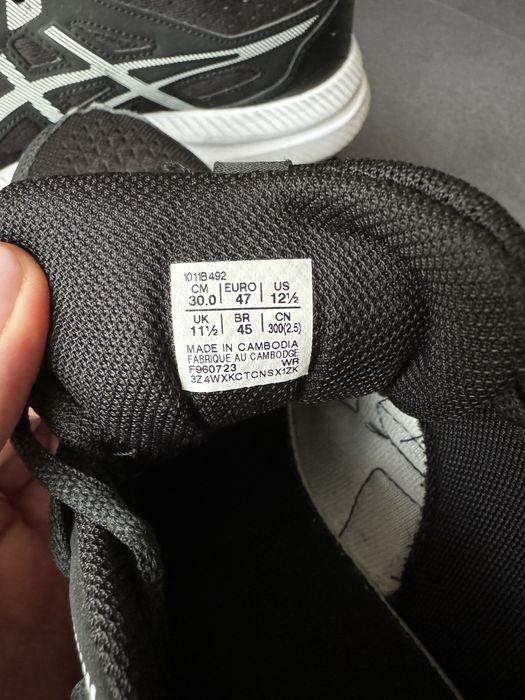 1011B492
CM EURO US
30.0 47 12½
UK BR CN
11½ 45 300(2.5)
MADE IN CAMBODIA
FABRIQUE AU CAMBODGE
F960723 WR
3Z4WXKCTCNSX1ZK